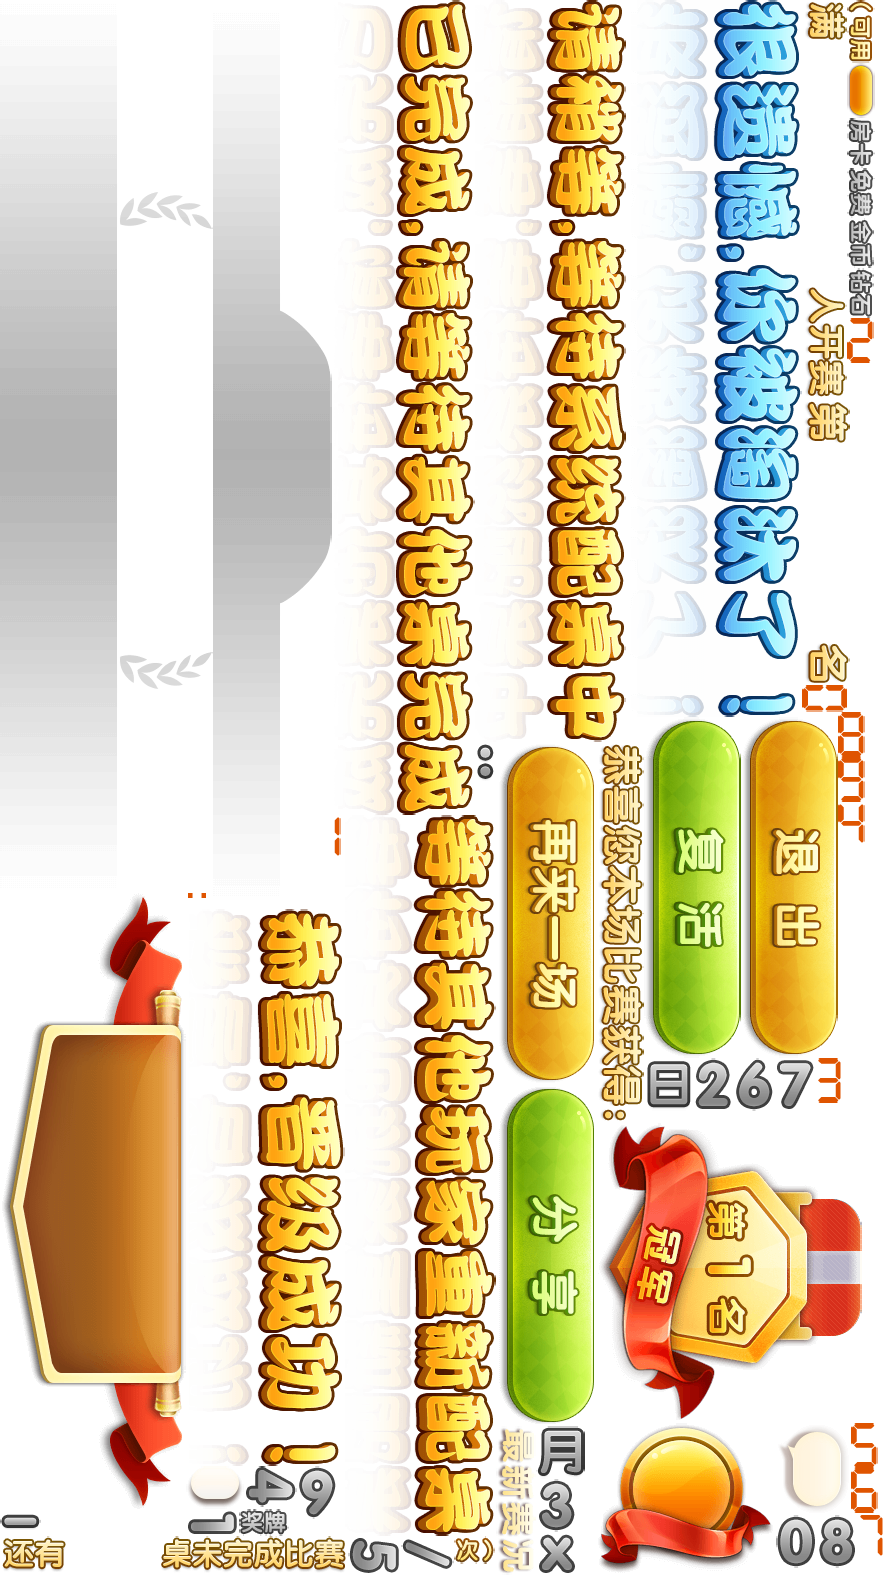 (可用
房卡 免费 金币 钻石
满
人开赛 第
名
很遗憾，你被淘汰了！
请稍等，等待系统配桌中
已完成，请等待其他桌完成
等待其他玩家重新配桌
恭喜，晋级成功！
退出
复活
恭喜您本场比赛获得：
再来一场
分享
267
第1名
冠军
08
3×
最新赛况
次）
/
5
49
1
奖牌
桌未完成比赛
还有